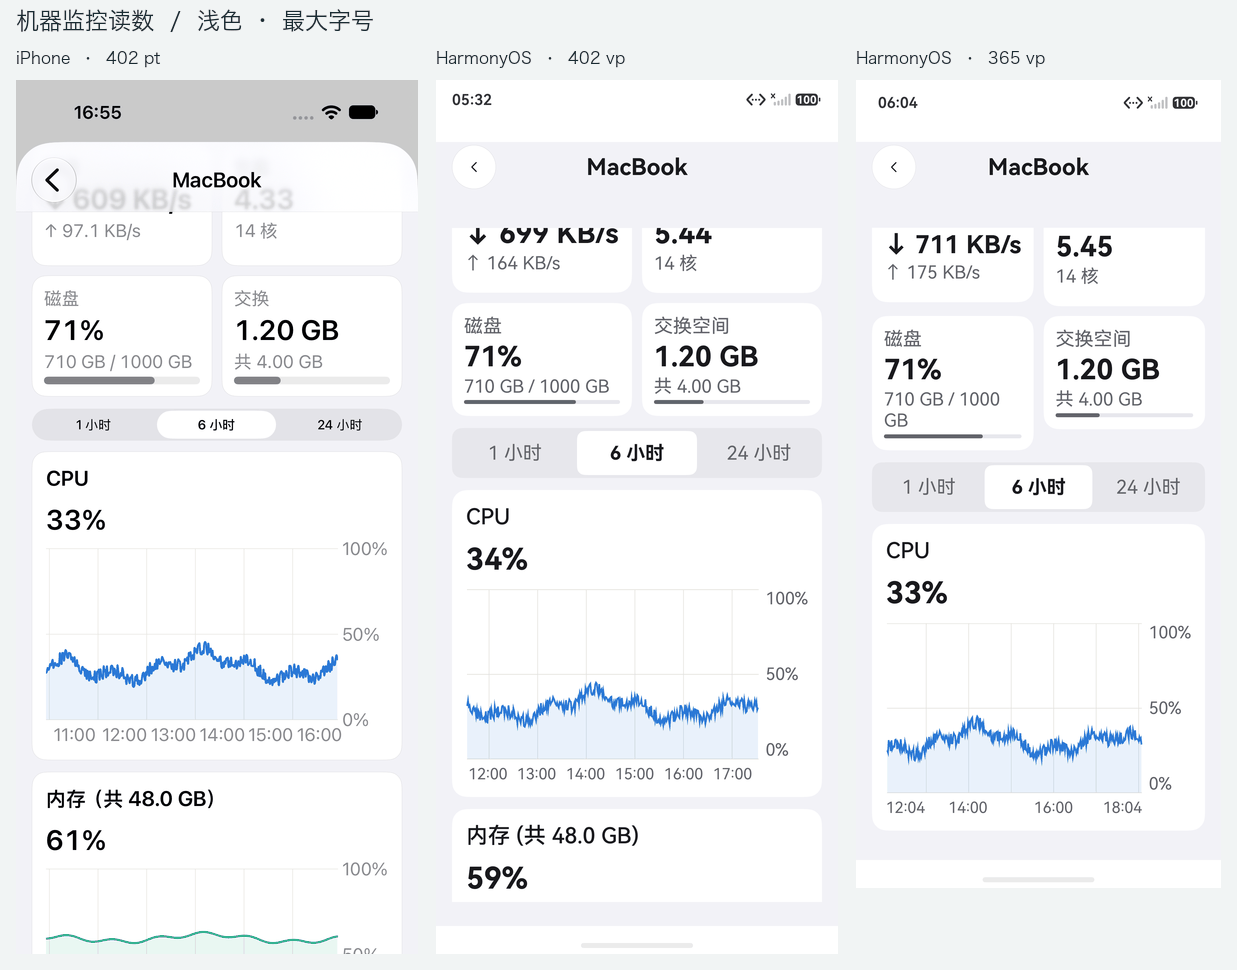 机器监控读数 / 浅色 · 最大字号
iPhone · 402 pt
16:55
MacBook
↓ 609 KB/s
4.33
↑ 97.1 KB/s
14 核
磁盘
71%
710 GB / 1000 GB
交换
1.20 GB
共 4.00 GB
1 小时
6 小时
24 小时
CPU
33%
100%
50%
0%
11:00 12:00 13:00 14:00 15:00 16:00
内存（共 48.0 GB）
61%
100%
50%
HarmonyOS · 402 vp
05:32
100
MacBook
↓ 699 KB/s
5.44
↑ 164 KB/s
14 核
磁盘
71%
710 GB / 1000 GB
交换空间
1.20 GB
共 4.00 GB
1 小时
6 小时
24 小时
CPU
34%
100%
50%
0%
12:00 13:00 14:00 15:00 16:00 17:00
内存 (共 48.0 GB)
59%
HarmonyOS · 365 vp
06:04
100
MacBook
↓ 711 KB/s
5.45
↑ 175 KB/s
14 核
磁盘
71%
710 GB / 1000
GB
交换空间
1.20 GB
共 4.00 GB
1 小时
6 小时
24 小时
CPU
33%
100%
50%
0%
12:04 14:00 16:00 18:04